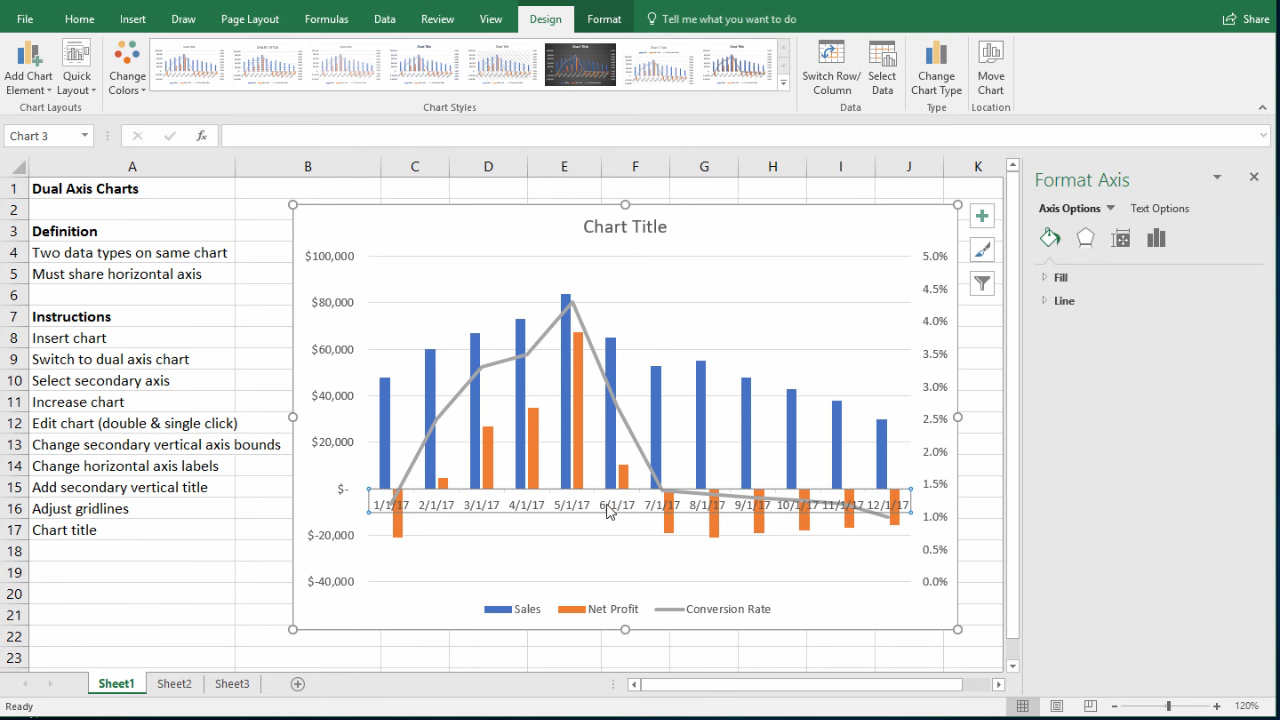 File Home Insert Draw Page Layout Formulas Data Review View Design Format Tell me what you want to do Share
Add Chart Element Quick Layout Change Colors Switch Row/Column Select Data Change Chart Type Move Chart
Chart Layouts Chart Styles Data Type Location
Chart 3 fx
A B C D E F G H I J K
1 Dual Axis Charts
2
3 Definition
4 Two data types on same chart
5 Must share horizontal axis
6
7 Instructions
8 Insert chart
9 Switch to dual axis chart
10 Select secondary axis
11 Increase chart
12 Edit chart (double & single click)
13 Change secondary vertical axis bounds
14 Change horizontal axis labels
15 Add secondary vertical title
16 Adjust gridlines
17 Chart title
18
19
20
21
22
23
Chart Title
$100,000 5.0%
4.5%
$80,000
4.0%
$60,000 3.5%
3.0%
$40,000
2.5%
$20,000
2.0%
$- 1.5%
1/1/17 2/1/17 3/1/17 4/1/17 5/1/17 6/1/17 7/1/17 8/1/17 9/1/17 10/1/17 11/1/17 12/1/17
1.0%
$-20,000
0.5%
$-40,000 0.0%
Sales Net Profit Conversion Rate
Format Axis
Axis Options Text Options
Fill
Line
Sheet1 Sheet2 Sheet3
Ready 120%